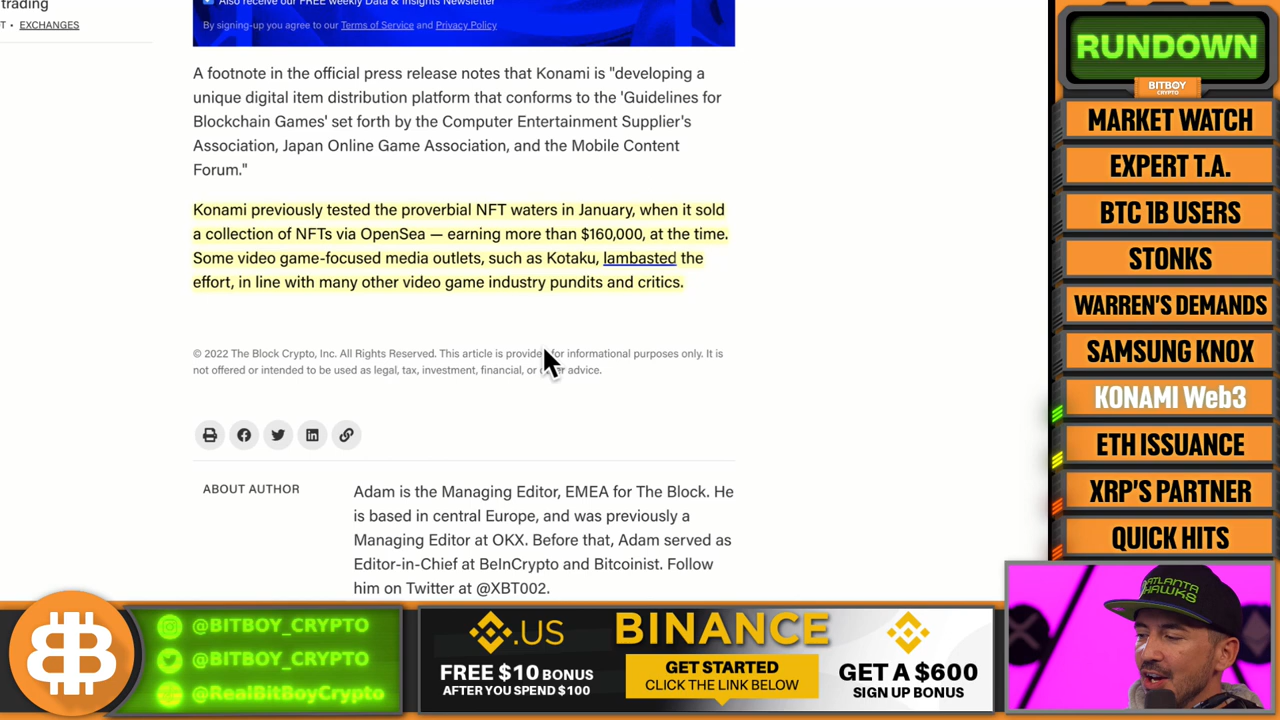 trading
T • EXCHANGES
Also receive our FREE weekly Data & Insights Newsletter
By signing-up you agree to our Terms of Service and Privacy Policy
A footnote in the official press release notes that Konami is "developing a
unique digital item distribution platform that conforms to the 'Guidelines for
Blockchain Games' set forth by the Computer Entertainment Supplier's
Association, Japan Online Game Association, and the Mobile Content
Forum."
Konami previously tested the proverbial NFT waters in January, when it sold
a collection of NFTs via OpenSea — earning more than $160,000, at the time.
Some video game-focused media outlets, such as Kotaku, lambasted the
effort, in line with many other video game industry pundits and critics.
© 2022 The Block Crypto, Inc. All Rights Reserved. This article is provided for informational purposes only. It is
not offered or intended to be used as legal, tax, investment, financial, or other advice.
ABOUT AUTHOR
Adam is the Managing Editor, EMEA for The Block. He
is based in central Europe, and was previously a
Managing Editor at OKX. Before that, Adam served as
Editor-in-Chief at BeInCrypto and Bitcoinist. Follow
him on Twitter at @XBT002.
RUNDOWN
BITBOY
CRYPTO
MARKET WATCH
EXPERT T.A.
BTC 1B USERS
STONKS
WARREN'S DEMANDS
SAMSUNG KNOX
KONAMI Web3
ETH ISSUANCE
XRP'S PARTNER
QUICK HITS
ATLANTA
HAWKS
@BITBOY_CRYPTO
@BITBOY_CRYPTO
@RealBitBoyCrypto
.US
FREE $10 BONUS
AFTER YOU SPEND $100
BINANCE
GET STARTED
CLICK THE LINK BELOW
GET A $600
SIGN UP BONUS